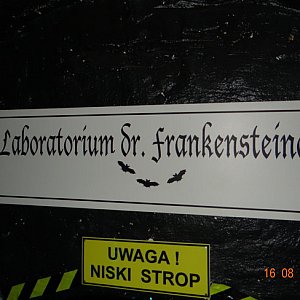 Laboratorium dr. Frankensteina
UWAGA !
NISKI STROP
16 08